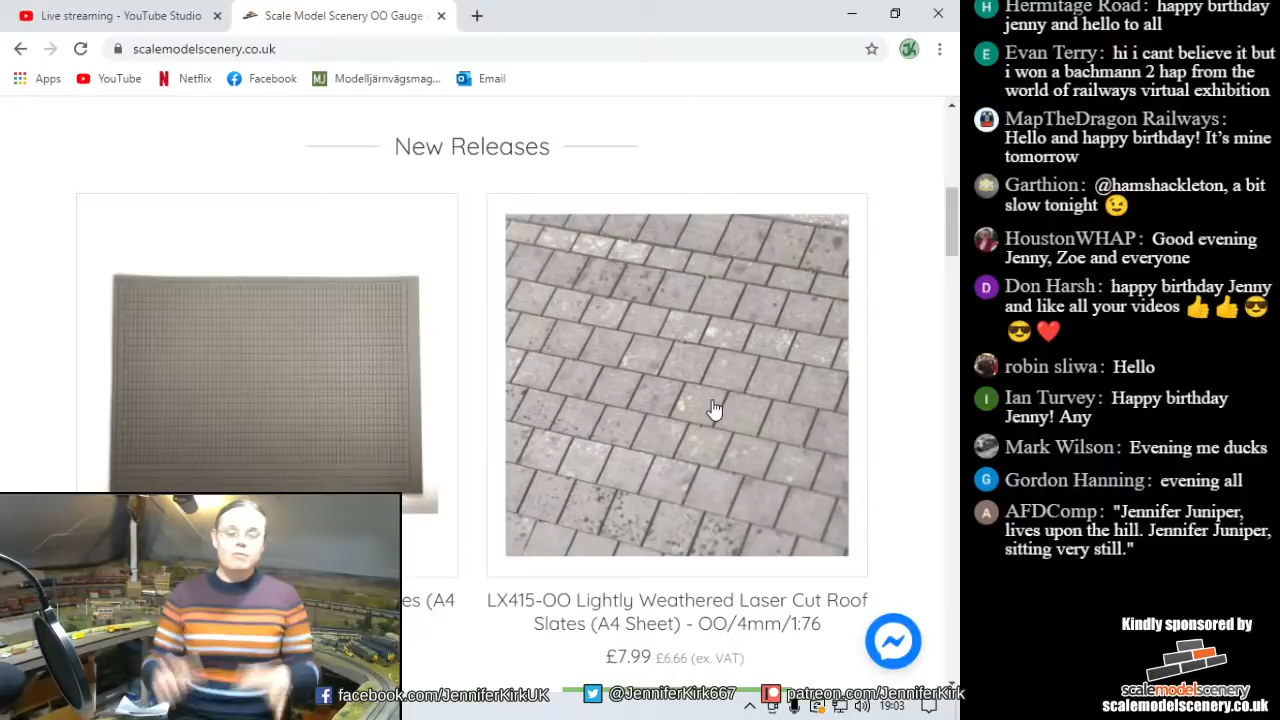 Live streaming - YouTube Studio
Scale Model Scenery OO Gauge
scalemodelscenery.co.uk
Apps
YouTube
Netflix
Facebook
Modelljärnvägsmag...
Email
New Releases
es (A4
LX415-OO Lightly Weathered Laser Cut Roof
Slates (A4 Sheet) - OO/4mm/1:76
£7.99 £6.66 (ex. VAT)
facebook.com/JenniferKirkUK
@JenniferKirk667
patreon.com/JenniferKirk
19:03
Hermitage Road: happy birthday
jenny and hello to all
Evan Terry: hi i cant believe it but
i won a bachmann 2 hap from the
world of railways virtual exhibition
MapTheDragon Railways:
Hello and happy birthday! It's mine
tomorrow
Garthion: @hamshackleton, a bit
slow tonight 😉
HoustonWHAP: Good evening
Jenny, Zoe and everyone
Don Harsh: happy birthday Jenny
and like all your videos 👍👍😎
😎❤️
robin sliwa: Hello
Ian Turvey: Happy birthday
Jenny! Any
Mark Wilson: Evening me ducks
Gordon Hanning: evening all
AFDComp: "Jennifer Juniper,
lives upon the hill. Jennifer Juniper,
sitting very still."
Kindly sponsored by
scalemodelscenery
scalemodelscenery.co.uk